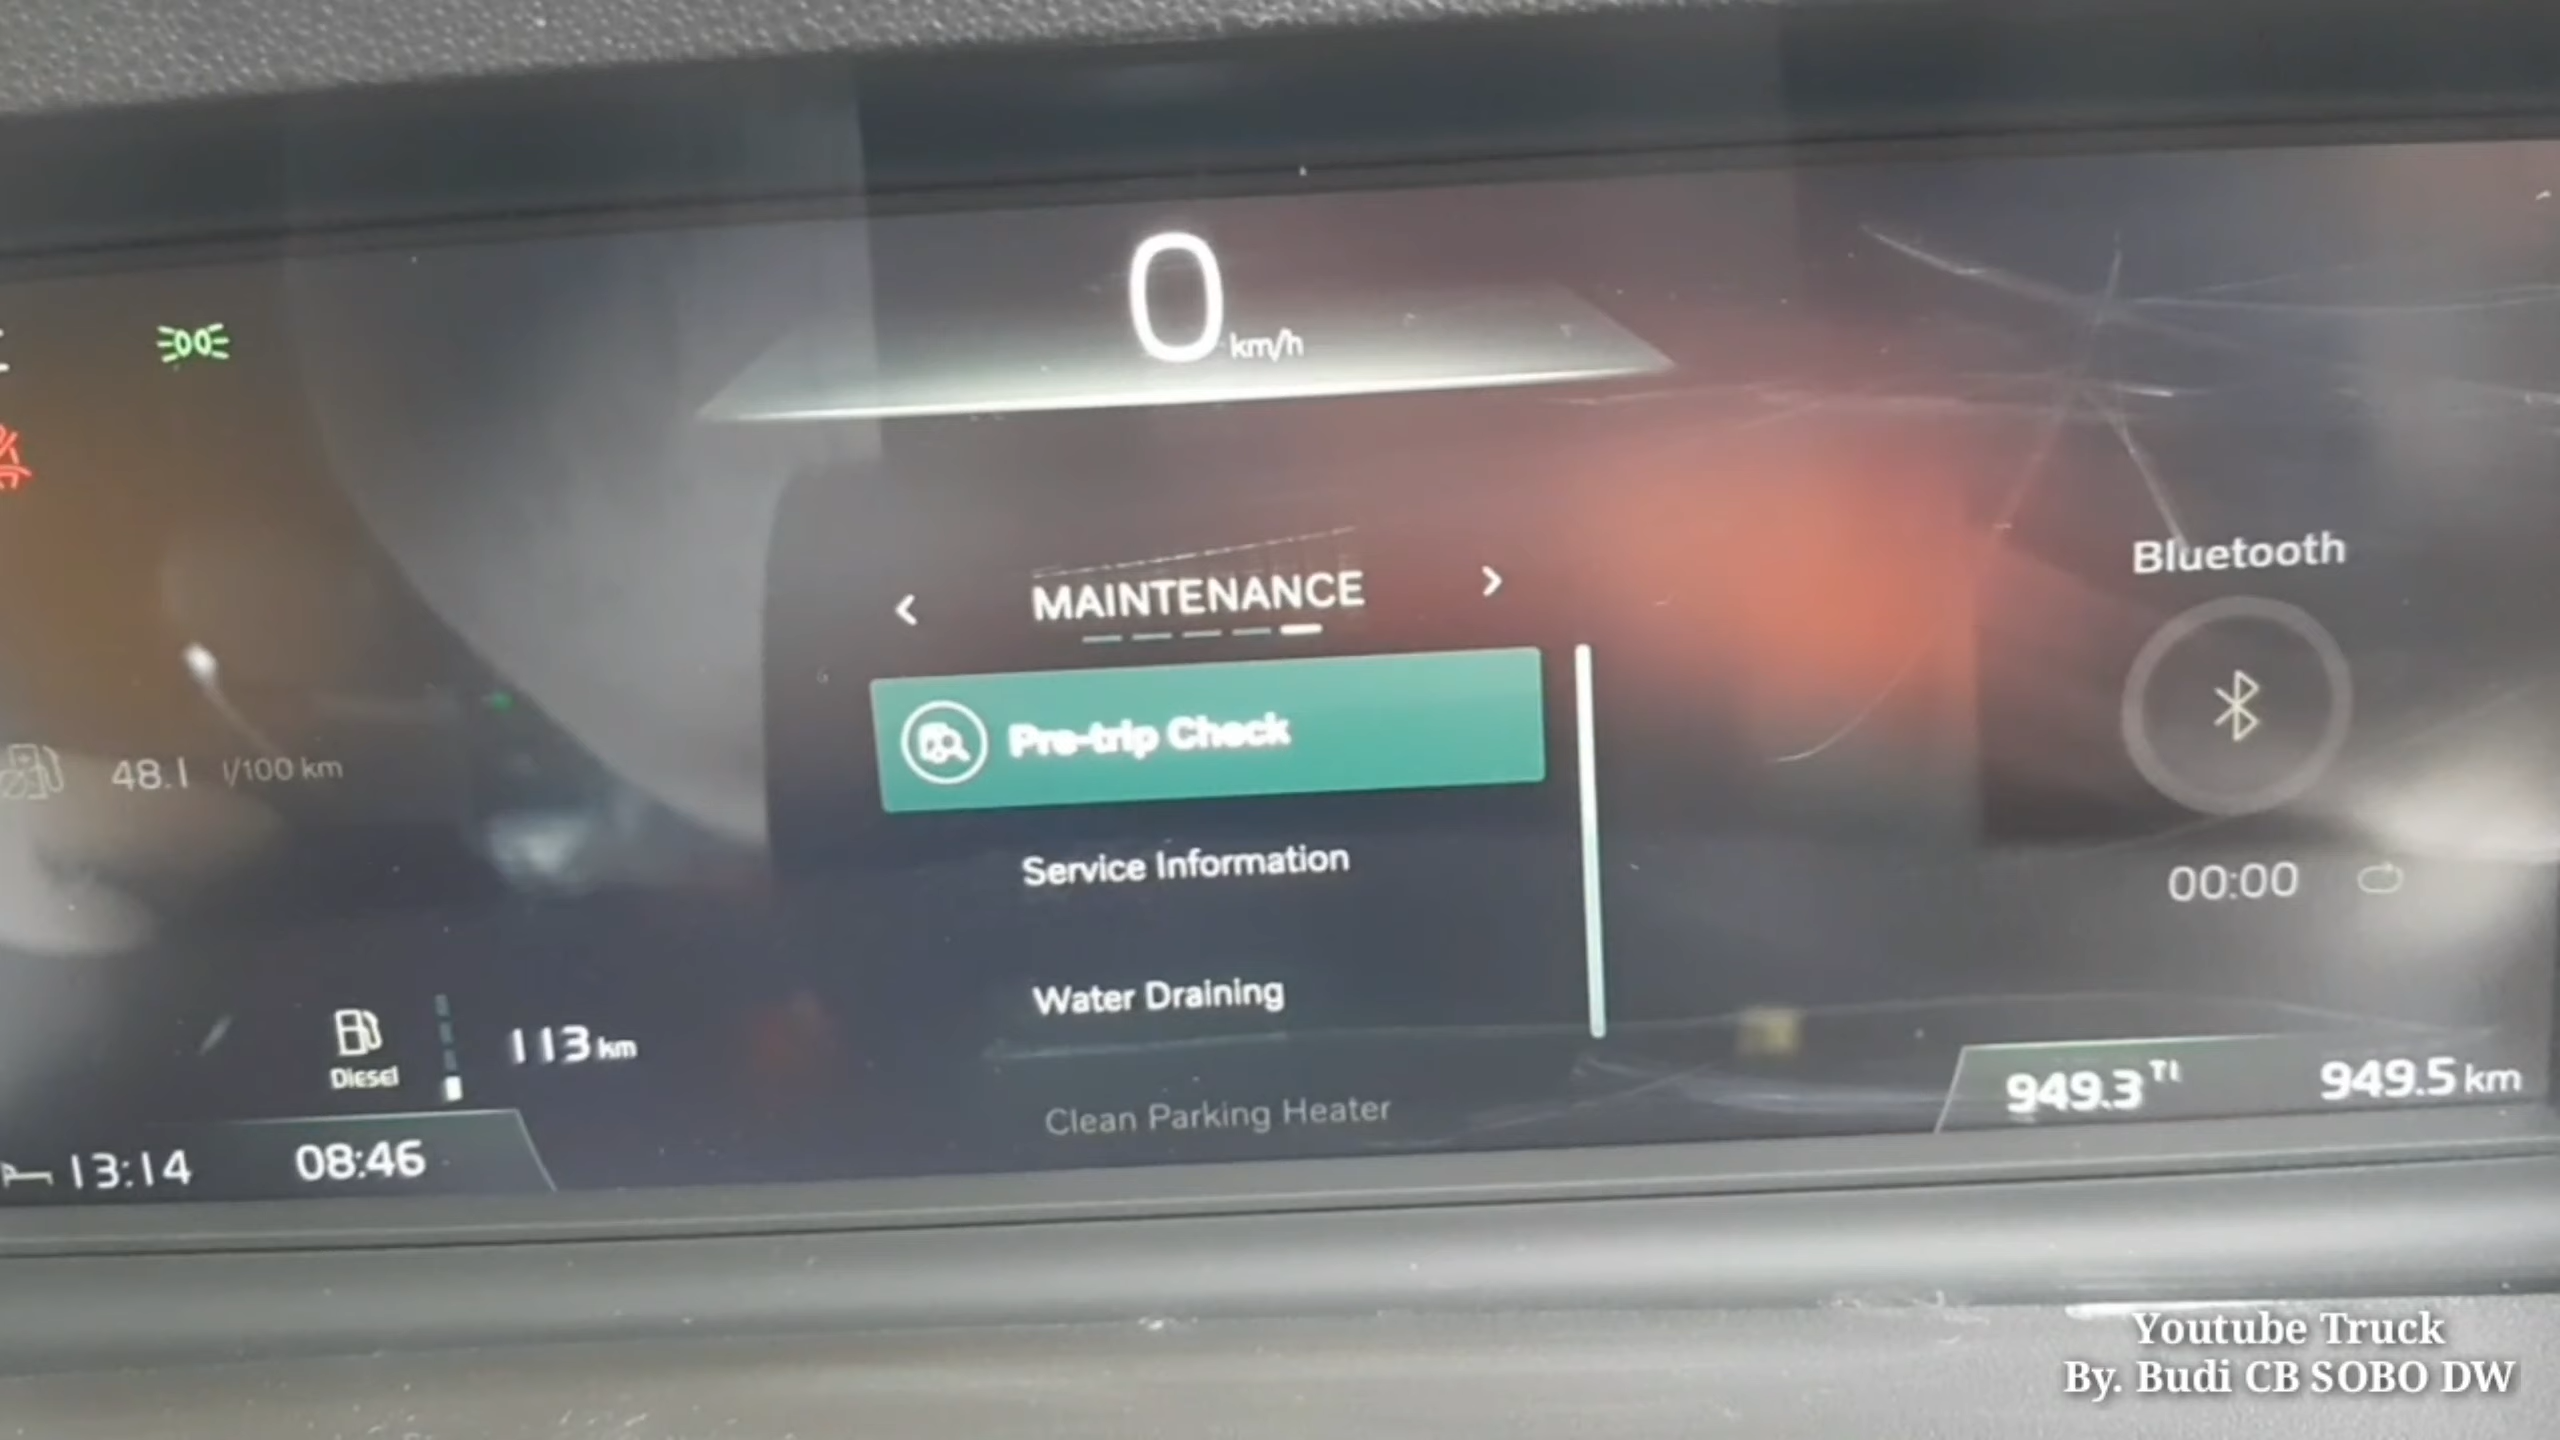 0 km/h
Bluetooth
MAINTENANCE
Pre-trip Check
48.1 l/100 km
Service Information
00:00
Water Draining
113 km
Diesel
949.3 T1 949.5 km
Clean Parking Heater
13:14 08:46
Youtube Truck
By. Budi CB SOBO DW